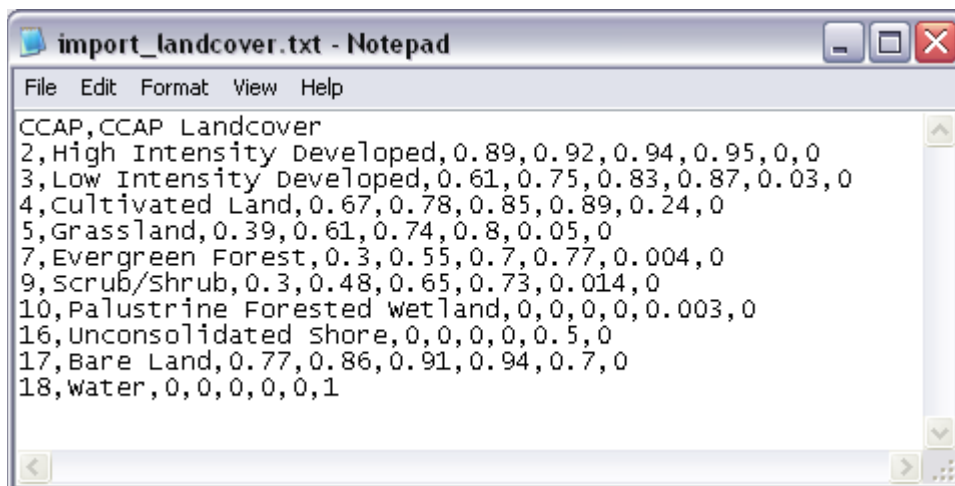 import_landcover.txt - Notepad
File Edit Format View Help
CCAP,CCAP Landcover
2,High Intensity Developed,0.89,0.92,0.94,0.95,0,0
3,Low Intensity Developed,0.61,0.75,0.83,0.87,0.03,0
4,Cultivated Land,0.67,0.78,0.85,0.89,0.24,0
5,Grassland,0.39,0.61,0.74,0.8,0.05,0
7,Evergreen Forest,0.3,0.55,0.7,0.77,0.004,0
9,Scrub/Shrub,0.3,0.48,0.65,0.73,0.014,0
10,Palustrine Forested Wetland,0,0,0,0,0.003,0
16,Unconsolidated Shore,0,0,0,0,0.5,0
17,Bare Land,0.77,0.86,0.91,0.94,0.7,0
18,Water,0,0,0,0,0,1